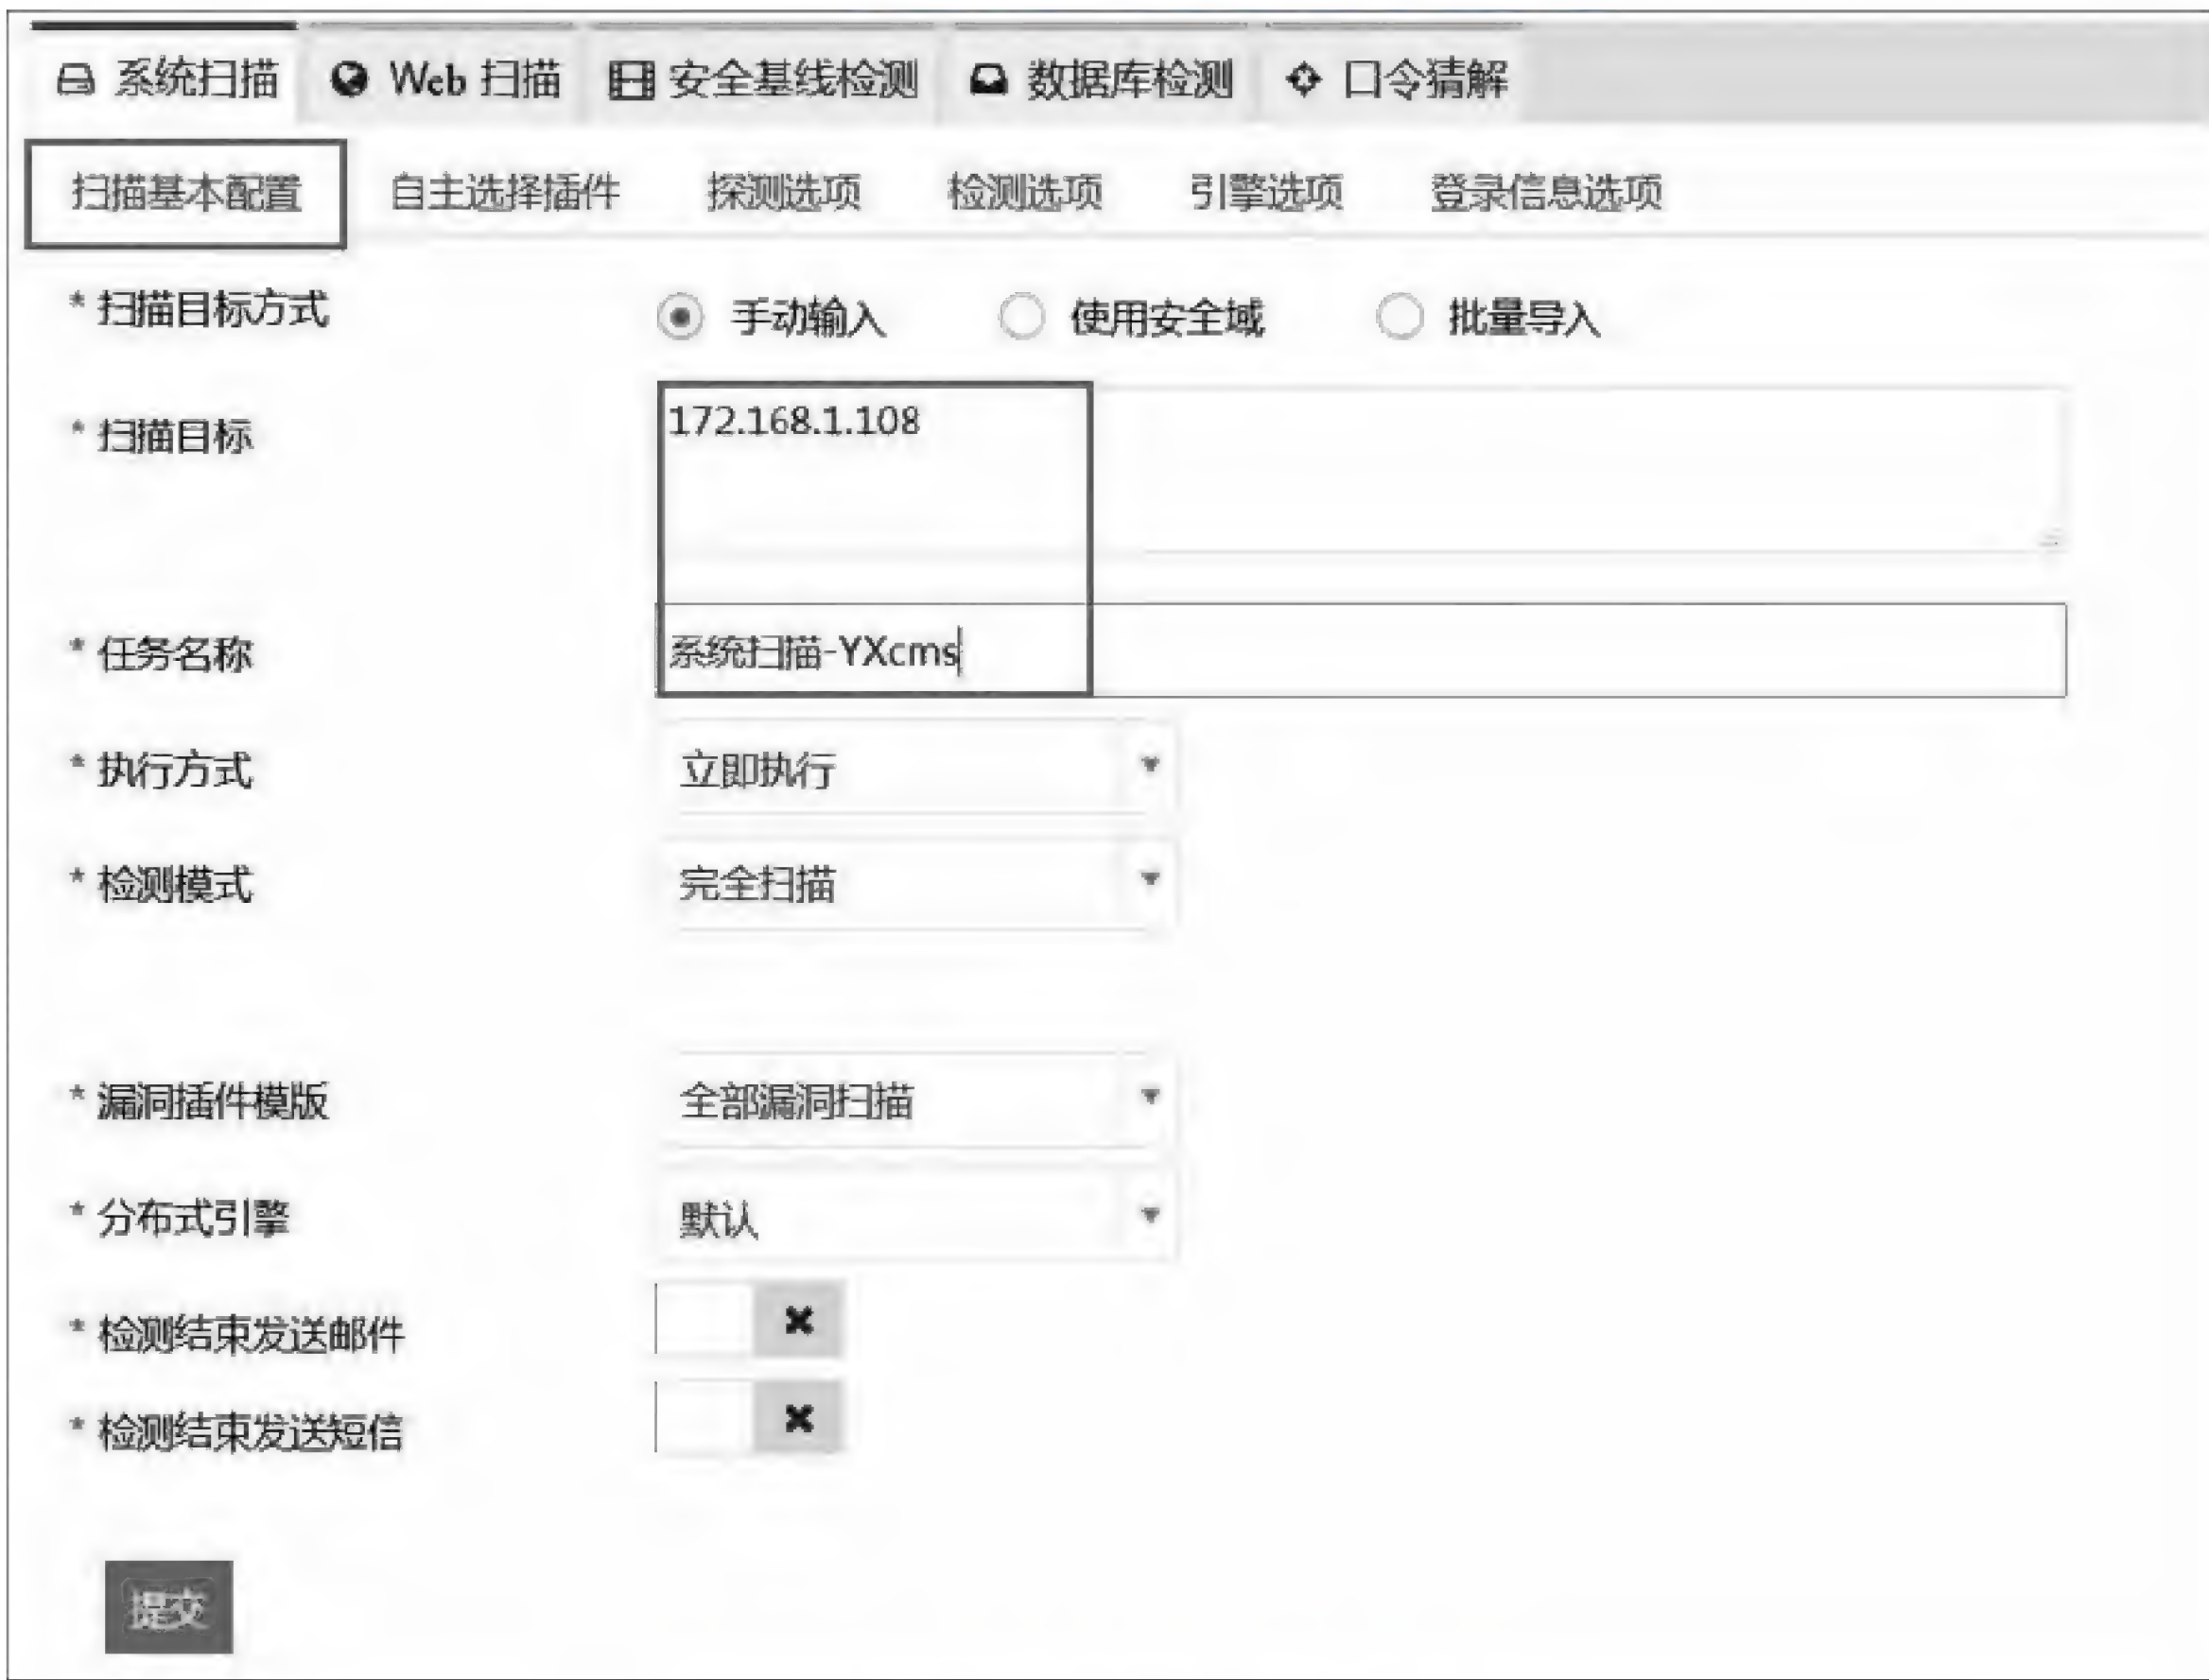 系统扫描 Web 扫描 安全基线检测 数据库检测 口令猜解
扫描基本配置 自主选择插件 探测选项 检测选项 引擎选项 登录信息选项
* 扫描目标方式 手动输入 使用安全域 批量导入
* 扫描目标 172.168.1.108
* 任务名称 系统扫描-YXcms
* 执行方式 立即执行
* 检测模式 完全扫描
* 漏洞插件模版 全部漏洞扫描
* 分布式引擎 默认
* 检测结束发送邮件
* 检测结束发送短信
提交